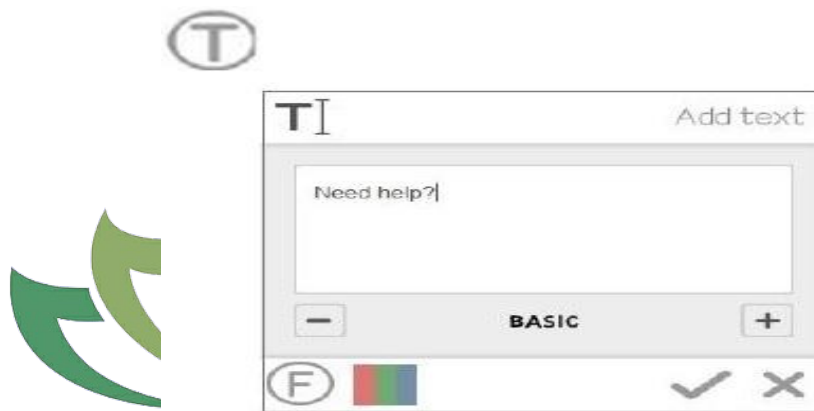 T
T Add text
Need help?
− BASIC +
F